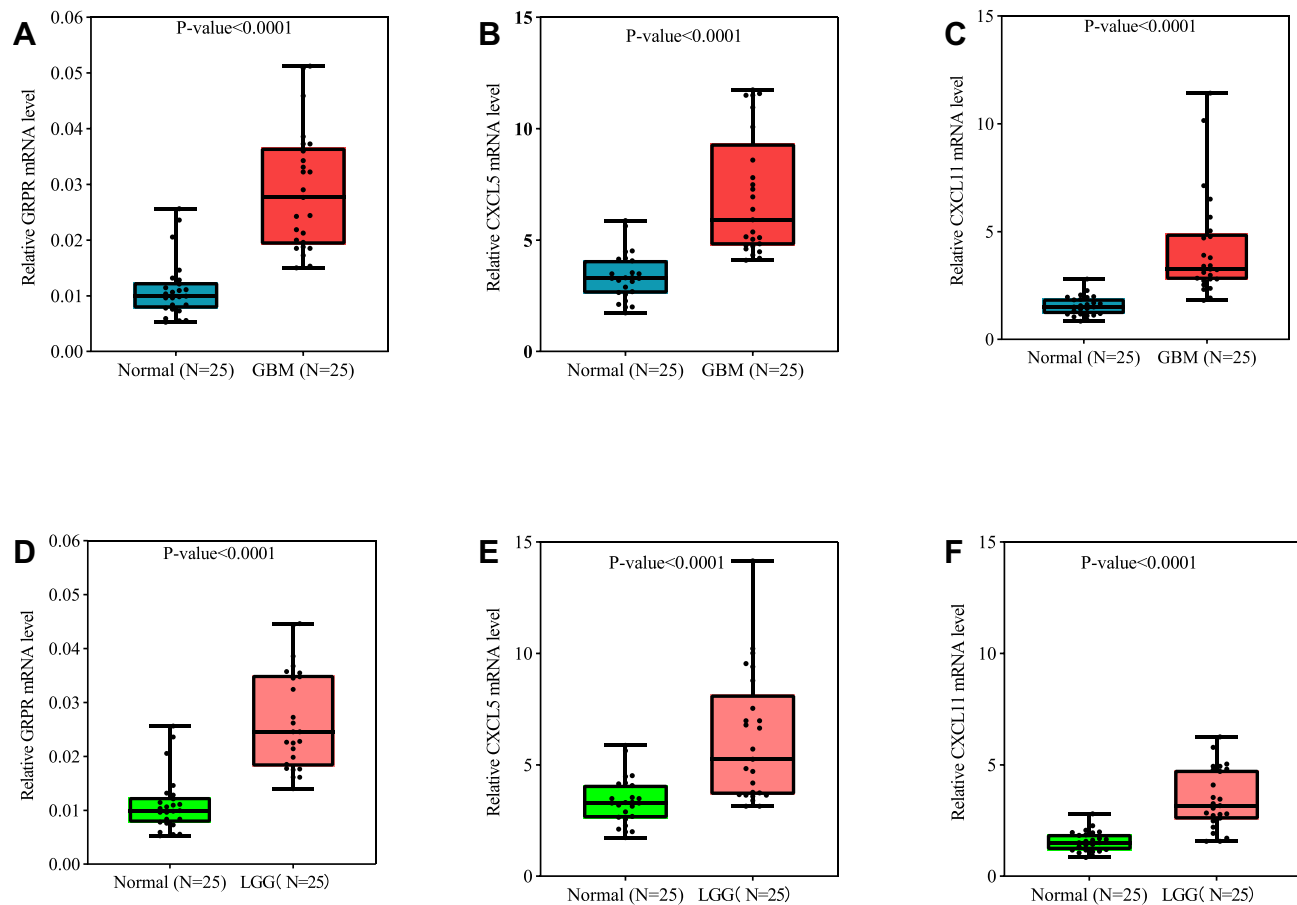 A
P-value<0.0001
Relative GRPR mRNA level
0.06
0.05
0.04
0.03
0.02
0.01
0.00
Normal (N=25) GBM (N=25)
B
P-value<0.0001
Relative CXCL5 mRNA level
15
10
5
0
Normal (N=25) GBM (N=25)
C
P-value<0.0001
Relative CXCL11 mRNA level
15
10
5
0
Normal (N=25) GBM (N=25)
D
P-value<0.0001
Relative GRPR mRNA level
0.06
0.05
0.04
0.03
0.02
0.01
0.00
Normal (N=25) LGG( N=25)
E
P-value<0.0001
Relative CXCL5 mRNA level
15
10
5
0
Normal (N=25) LGG( N=25)
F
P-value<0.0001
Relative CXCL11 mRNA level
15
10
5
0
Normal (N=25) LGG( N=25)